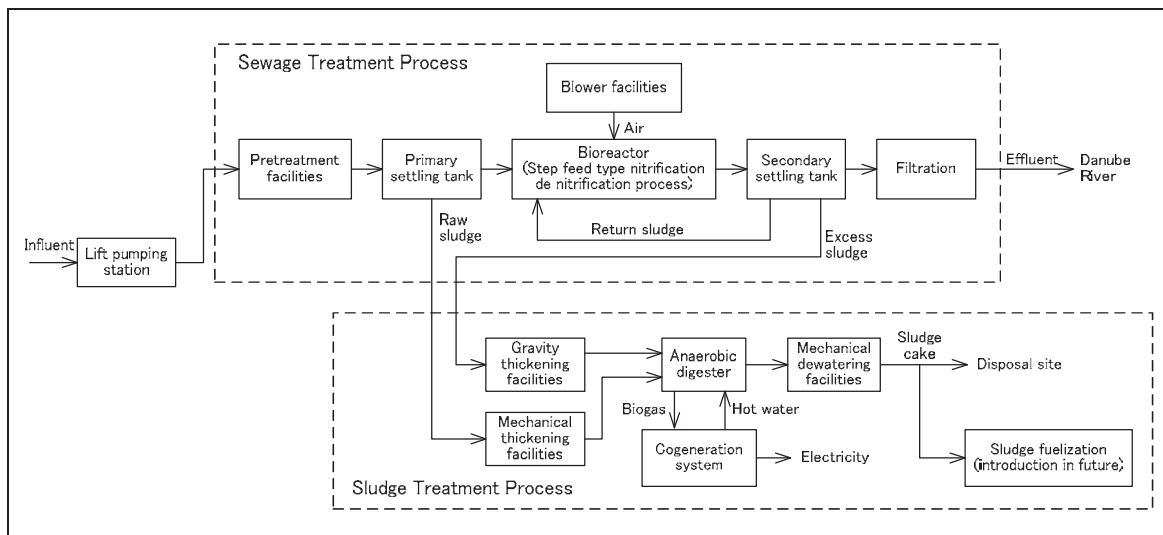 Sewage Treatment Process
Blower facilities
Air
Pretreatment
facilities
Primary
settling tank
Bioreactor
(Step feed type nitrification
de nitrification process)
Secondary
settling tank
Filtration
Effluent
Danube
River
Raw
sludge
Return sludge
Excess
sludge
Influent
Lift pumping
station
Gravity
thickening
facilities
Anaerobic
digester
Mechanical
dewatering
facilities
Sludge
cake
Disposal site
Mechanical
thickening
facilities
Biogas
Hot water
Cogeneration
system
Electricity
Sludge fuelization
(introduction in future)
Sludge Treatment Process